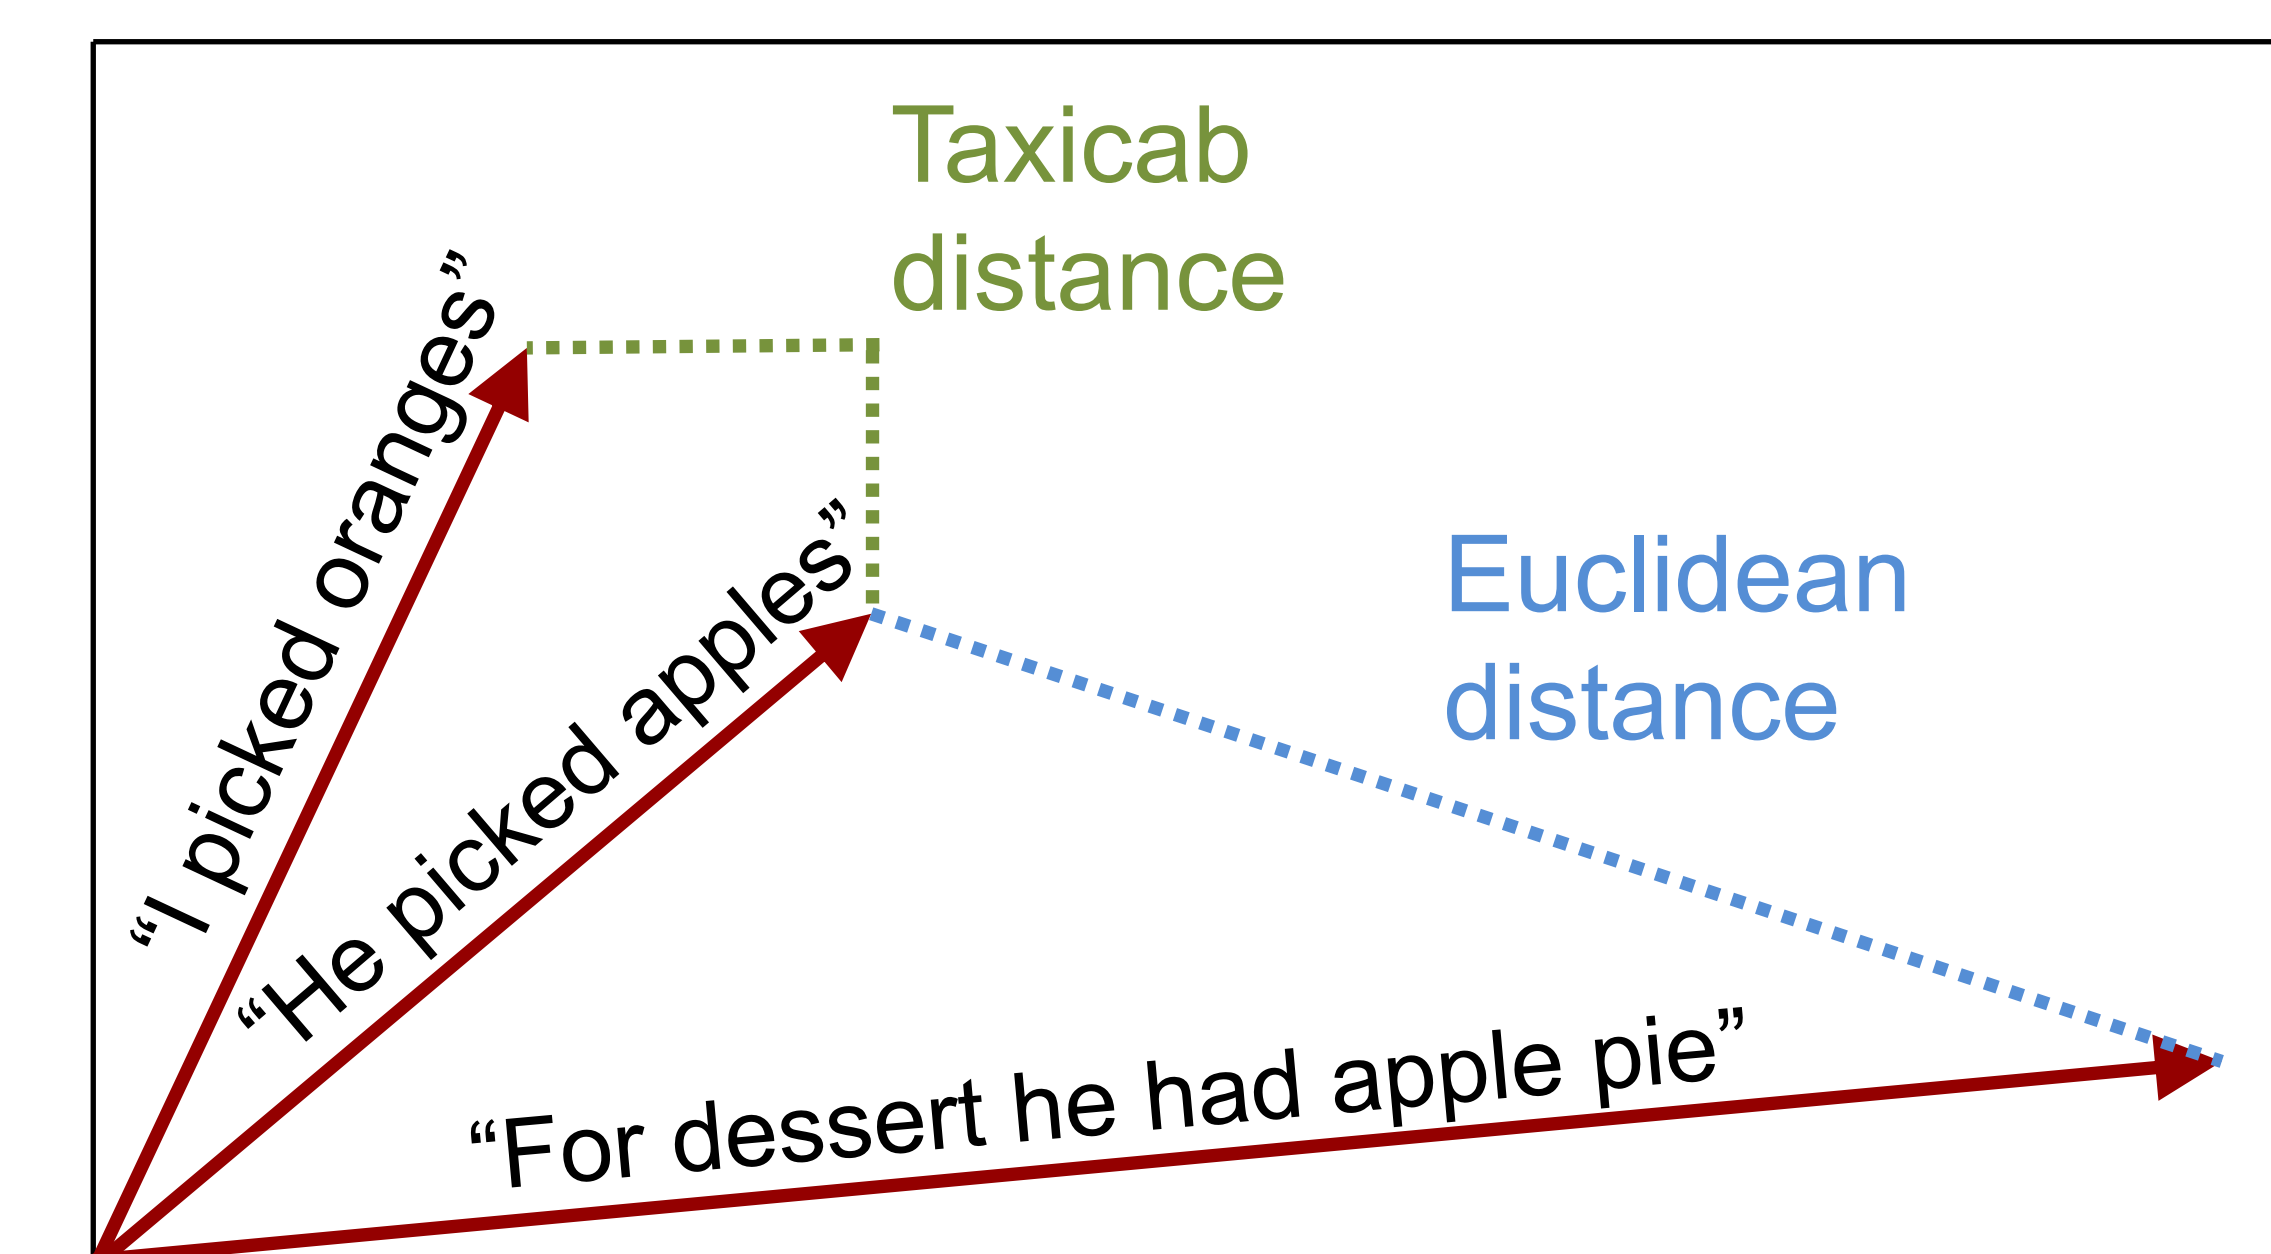 Taxicab
distance
“I picked oranges”
“He picked apples”
Euclidean
distance
“For dessert he had apple pie”